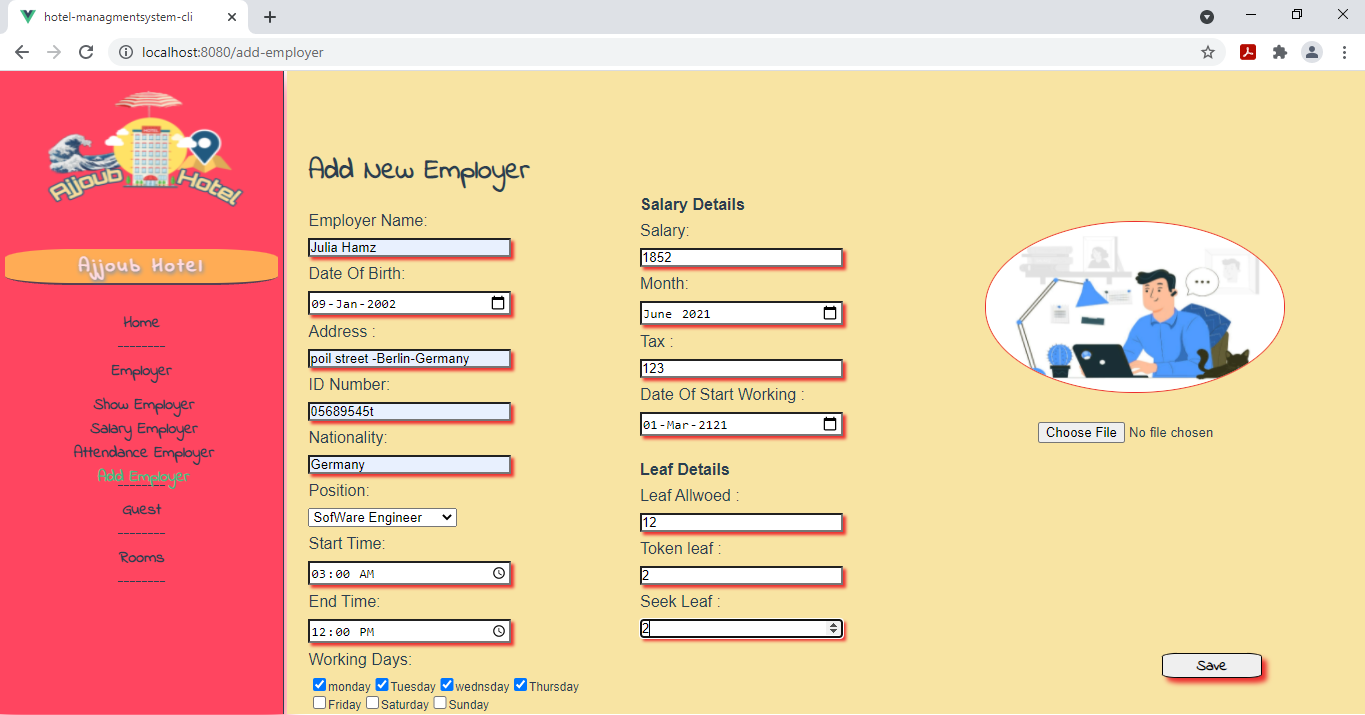 hotel-managmentsystem-cli
localhost:8080/add-employer
HOTEL
Ajjoub Hotel
Ajjoub Hotel
Home
--------
Employer
Show Employer
Salary Employer
Attendance Employer
Add Employer
--------
Guest
--------
Rooms
--------
Add New Employer
Employer Name:
Julia Hamz
Date Of Birth:
09-Jan-2002
Address :
poil street -Berlin-Germany
ID Number:
05689545t
Nationality:
Germany
Position:
SofWare Engineer
Start Time:
03:00 AM
End Time:
12:00 PM
Working Days:
monday Tuesday wednsday Thursday
Friday Saturday Sunday
Salary Details
Salary:
1852
Month:
June 2021
Tax :
123
Date Of Start Working :
01-Mar-2121
Leaf Details
Leaf Allwoed :
12
Token leaf :
2
Seek Leaf :
2
Choose File No file chosen
Save